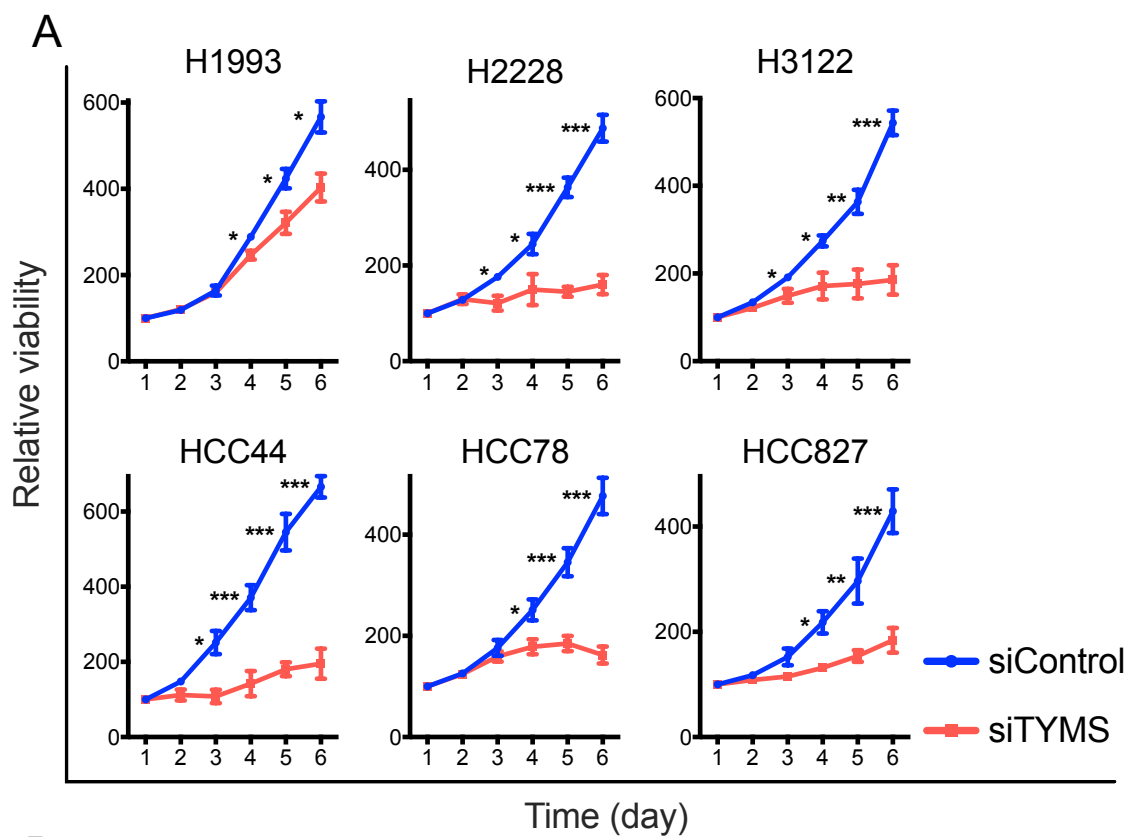 A
H1993
H2228
H3122
600
400
200
0
* * *
1 2 3 4 5 6
400
200
0
* * *** ***
1 2 3 4 5 6
600
400
200
0
* * ** ***
1 2 3 4 5 6
Relative viability
HCC44
HCC78
HCC827
600
400
200
0
* *** *** ***
1 2 3 4 5 6
400
200
0
* *** ***
1 2 3 4 5 6
400
200
0
* ** ***
1 2 3 4 5 6
siControl
siTYMS
Time (day)